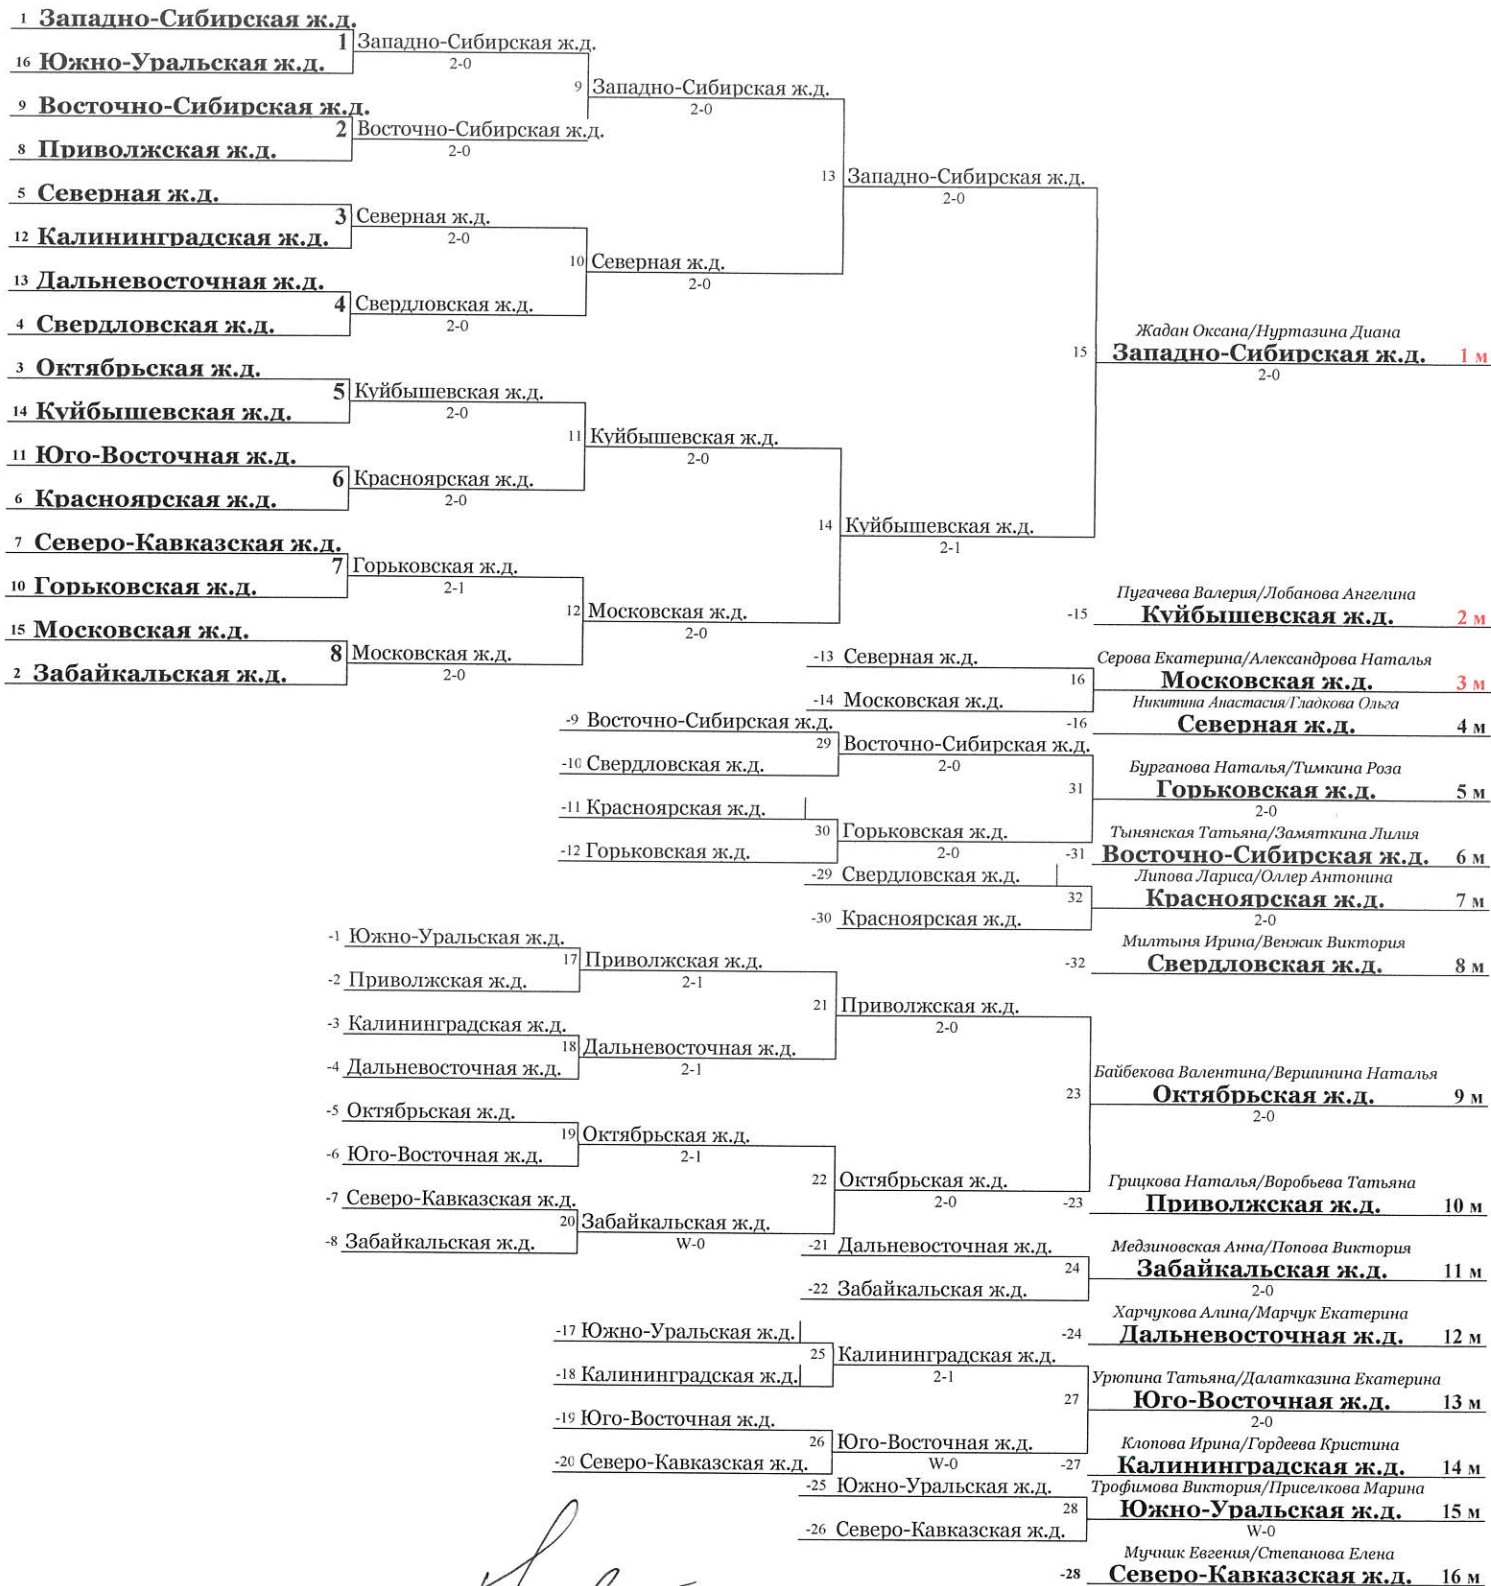 1 Западно-Сибирская ж.д.
1 Западно-Сибирская ж.д.
2-0
16 Южно-Уральская ж.д.
9 Западно-Сибирская ж.д.
2-0
9 Восточно-Сибирская ж.д.
2 Восточно-Сибирская ж.д.
2-0
8 Приволжская ж.д.
13 Западно-Сибирская ж.д.
2-0
5 Северная ж.д.
3 Северная ж.д.
2-0
12 Калининградская ж.д.
10 Северная ж.д.
2-0
13 Дальневосточная ж.д.
4 Свердловская ж.д.
2-0
4 Свердловская ж.д.
Жадан Оксана/Нуртазина Диана
15 Западно-Сибирская ж.д. 1 м
2-0
3 Октябрьская ж.д.
5 Куйбышевская ж.д.
2-0
14 Куйбышевская ж.д.
11 Куйбышевская ж.д.
2-0
11 Юго-Восточная ж.д.
6 Красноярская ж.д.
2-0
6 Красноярская ж.д.
14 Куйбышевская ж.д.
2-1
7 Северо-Кавказская ж.д.
7 Горьковская ж.д.
2-1
10 Горьковская ж.д.
12 Московская ж.д.
2-0
15 Московская ж.д.
8 Московская ж.д.
2-0
2 Забайкальская ж.д.
Пугачева Валерия/Лобанова Ангелина
-15 Куйбышевская ж.д. 2 м
-13 Северная ж.д.
Серова Екатерина/Александрова Наталья
16 Московская ж.д. 3 м
-14 Московская ж.д.
Никитина Анастасия/Гладкова Ольга
-16 Северная ж.д. 4 м
-9 Восточно-Сибирская ж.д.
29 Восточно-Сибирская ж.д.
2-0
-10 Свердловская ж.д.
Бурганова Наталья/Тимкина Роза
31 Горьковская ж.д. 5 м
2-0
-11 Красноярская ж.д.
30 Горьковская ж.д.
2-0
-12 Горьковская ж.д.
Тынянская Татьяна/Замяткина Лилия
-31 Восточно-Сибирская ж.д. 6 м
-29 Свердловская ж.д.
Липова Лариса/Оллер Антонина
32 Красноярская ж.д. 7 м
2-0
-30 Красноярская ж.д.
Милтыня Ирина/Венжик Виктория
-32 Свердловская ж.д. 8 м
-1 Южно-Уральская ж.д.
17 Приволжская ж.д.
2-1
-2 Приволжская ж.д.
21 Приволжская ж.д.
2-0
-3 Калининградская ж.д.
18 Дальневосточная ж.д.
2-1
-4 Дальневосточная ж.д.
Байбекова Валентина/Вершинина Наталья
23 Октябрьская ж.д. 9 м
2-0
-5 Октябрьская ж.д.
19 Октябрьская ж.д.
2-1
-6 Юго-Восточная ж.д.
22 Октябрьская ж.д.
2-0
-7 Северо-Кавказская ж.д.
20 Забайкальская ж.д.
W-0
-8 Забайкальская ж.д.
Грицкова Наталья/Воробьева Татьяна
-23 Приволжская ж.д. 10 м
-21 Дальневосточная ж.д.
Медзиновская Анна/Попова Виктория
24 Забайкальская ж.д. 11 м
2-0
-22 Забайкальская ж.д.
Харчукова Алина/Марчук Екатерина
-24 Дальневосточная ж.д. 12 м
-17 Южно-Уральская ж.д.
25 Калининградская ж.д.
2-1
-18 Калининградская ж.д.
Урюпина Татьяна/Далатказина Екатерина
27 Юго-Восточная ж.д. 13 м
2-0
-19 Юго-Восточная ж.д.
26 Юго-Восточная ж.д.
W-0
-20 Северо-Кавказская ж.д.
Клопова Ирина/Гордеева Кристина
-27 Калининградская ж.д. 14 м
-25 Южно-Уральская ж.д.
Трофимова Виктория/Приселкова Марина
28 Южно-Уральская ж.д. 15 м
W-0
-26 Северо-Кавказская ж.д.
Мучник Евгения/Степанова Елена
-28 Северо-Кавказская ж.д. 16 м